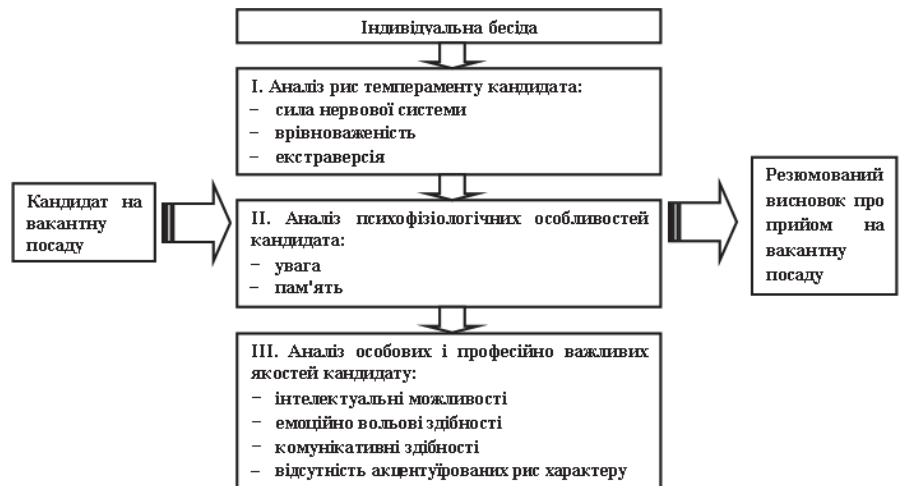 Індивідуальна бесіда
І. Аналіз рис темпераменту кандидата:
– сила нервової системи
– врівноваженість
– екстраверсія
Кандидат на
вакантну
посаду
ІІ. Аналіз психофізіологічних особливостей
кандидата:
– увага
– пам'ять
Резюмований
висновок про
прийом на
вакантну
посаду
ІІІ. Аналіз особових і професійно важливих
якостей кандидату:
– інтелектуальні можливості
– емоційно вольові здібності
– комунікативні здібності
– відсутність акцентуїрованих рис характеру